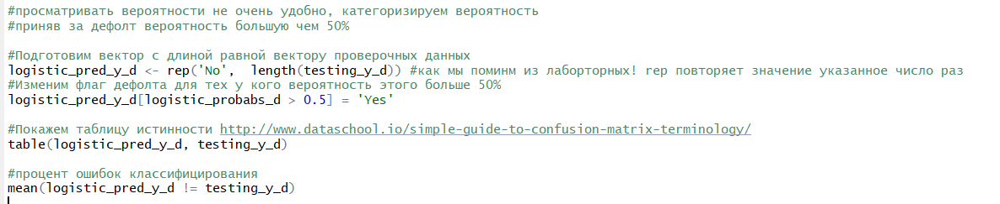 #просматривать вероятности не очень удобно, категоризируем вероятность
#приняв за дефолт вероятность большую чем 50%
#Подготовим вектор с длиной равной вектору проверочных данных
logistic_pred_y_d <- rep('No',  length(testing_y_d)) #как мы поминм из лаборторных! rep повторяет значение указанное число раз
#Изменим флаг дефолта для тех у кого вероятность этого больше 50%
logistic_pred_y_d[logistic_probabs_d > 0.5] = 'Yes'
#Покажем таблицу истинности http://www.dataschool.io/simple-guide-to-confusion-matrix-terminology/
table(logistic_pred_y_d, testing_y_d)
#процент ошибок классифицирования
mean(logistic_pred_y_d != testing_y_d)